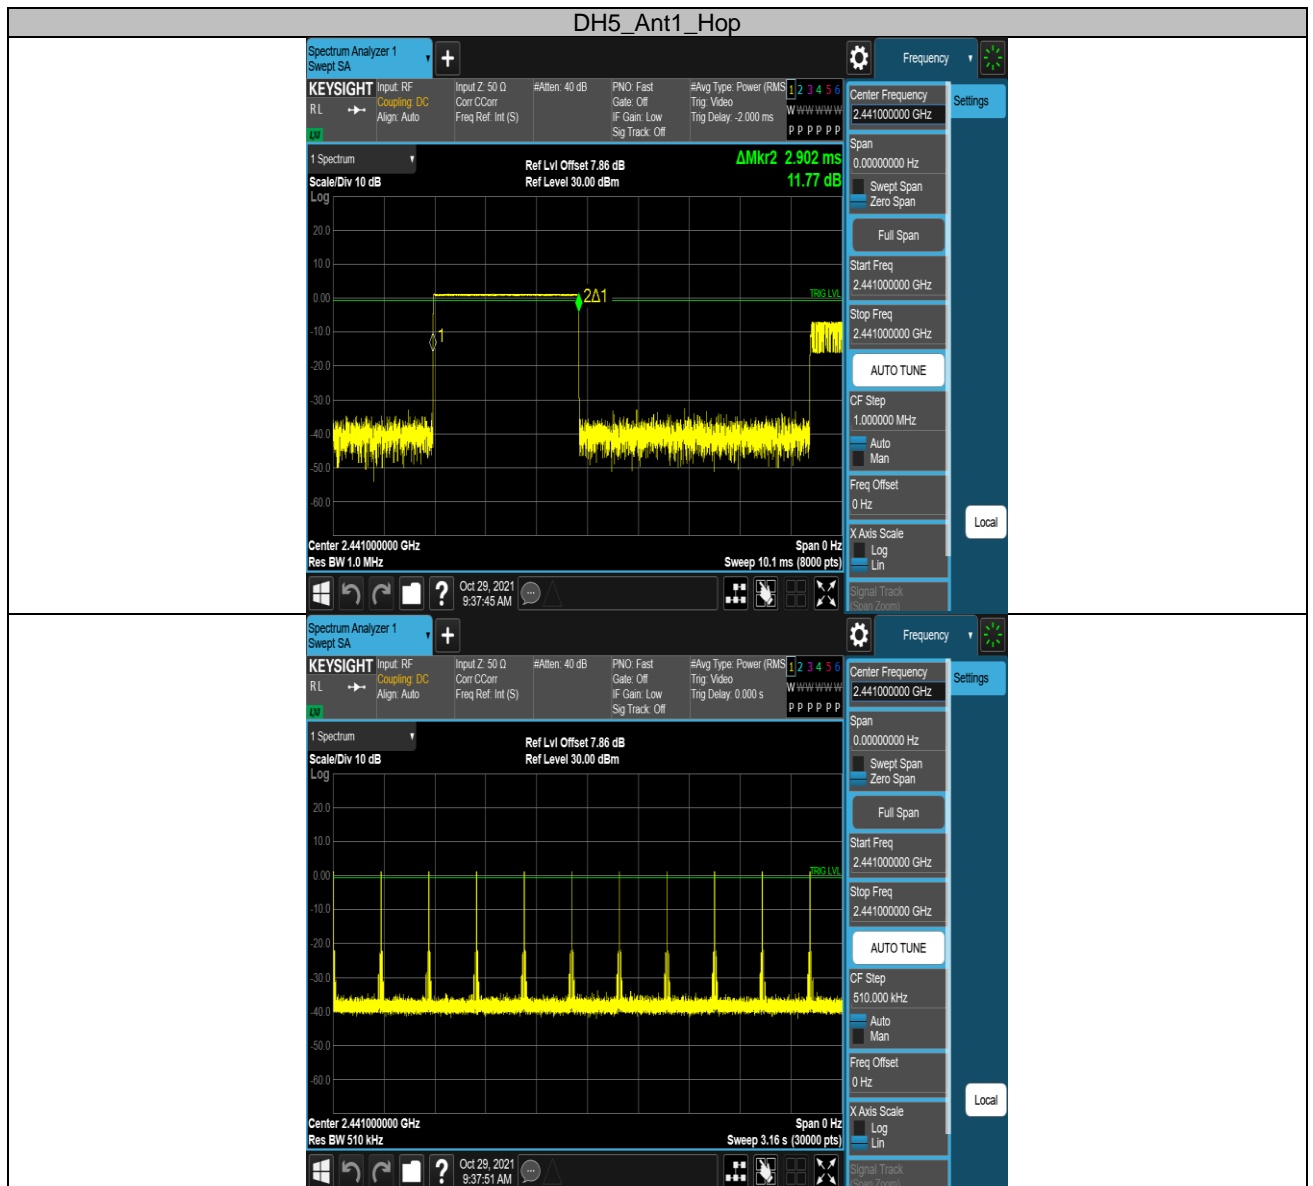 DH5_Ant1_Hop
Spectrum Analyzer 1
Swept SA
Frequency
KEYSIGHT
RL
LXI
Input: RF
Coupling: DC
Align: Auto
Input Z: 50 Ω
Corr CCorr
Freq Ref: Int (S)
#Atten: 40 dB
PNO: Fast
Gate: Off
IF Gain: Low
Sig Track: Off
#Avg Type: Power (RMS
Trig: Video
Trig Delay: -2.000 ms
1 2 3 4 5 6
W W W W W W
P P P P P P
1 Spectrum
Scale/Div 10 dB
Log
Ref Lvl Offset 7.86 dB
Ref Level 30.00 dBm
ΔMkr2 2.902 ms
11.77 dB
20.0
10.0
0.00
-10.0
-20.0
-30.0
-40.0
-50.0
-60.0
1
2Δ1
TRIG LVL
Center 2.441000000 GHz
Res BW 1.0 MHz
Span 0 Hz
Sweep 10.1 ms (8000 pts)
Center Frequency
2.441000000 GHz
Settings
Span
0.00000000 Hz
Swept Span
Zero Span
Full Span
Start Freq
2.441000000 GHz
Stop Freq
2.441000000 GHz
AUTO TUNE
CF Step
1.000000 MHz
Auto
Man
Freq Offset
0 Hz
Local
X Axis Scale
Log
Lin
Signal Track
(Span Zoom)
?
Oct 29, 2021
9:37:45 AM
Spectrum Analyzer 1
Swept SA
Frequency
KEYSIGHT
RL
LXI
Input: RF
Coupling: DC
Align: Auto
Input Z: 50 Ω
Corr CCorr
Freq Ref: Int (S)
#Atten: 40 dB
PNO: Fast
Gate: Off
IF Gain: Low
Sig Track: Off
#Avg Type: Power (RMS
Trig: Video
Trig Delay: 0.000 s
1 2 3 4 5 6
W W W W W W
P P P P P P
1 Spectrum
Scale/Div 10 dB
Log
Ref Lvl Offset 7.86 dB
Ref Level 30.00 dBm
20.0
10.0
0.00
-10.0
-20.0
-30.0
-40.0
-50.0
-60.0
TRIG LVL
Center 2.441000000 GHz
Res BW 510 kHz
Span 0 Hz
Sweep 3.16 s (30000 pts)
Center Frequency
2.441000000 GHz
Settings
Span
0.00000000 Hz
Swept Span
Zero Span
Full Span
Start Freq
2.441000000 GHz
Stop Freq
2.441000000 GHz
AUTO TUNE
CF Step
510.000 kHz
Auto
Man
Freq Offset
0 Hz
Local
X Axis Scale
Log
Lin
Signal Track
(Span Zoom)
?
Oct 29, 2021
9:37:51 AM